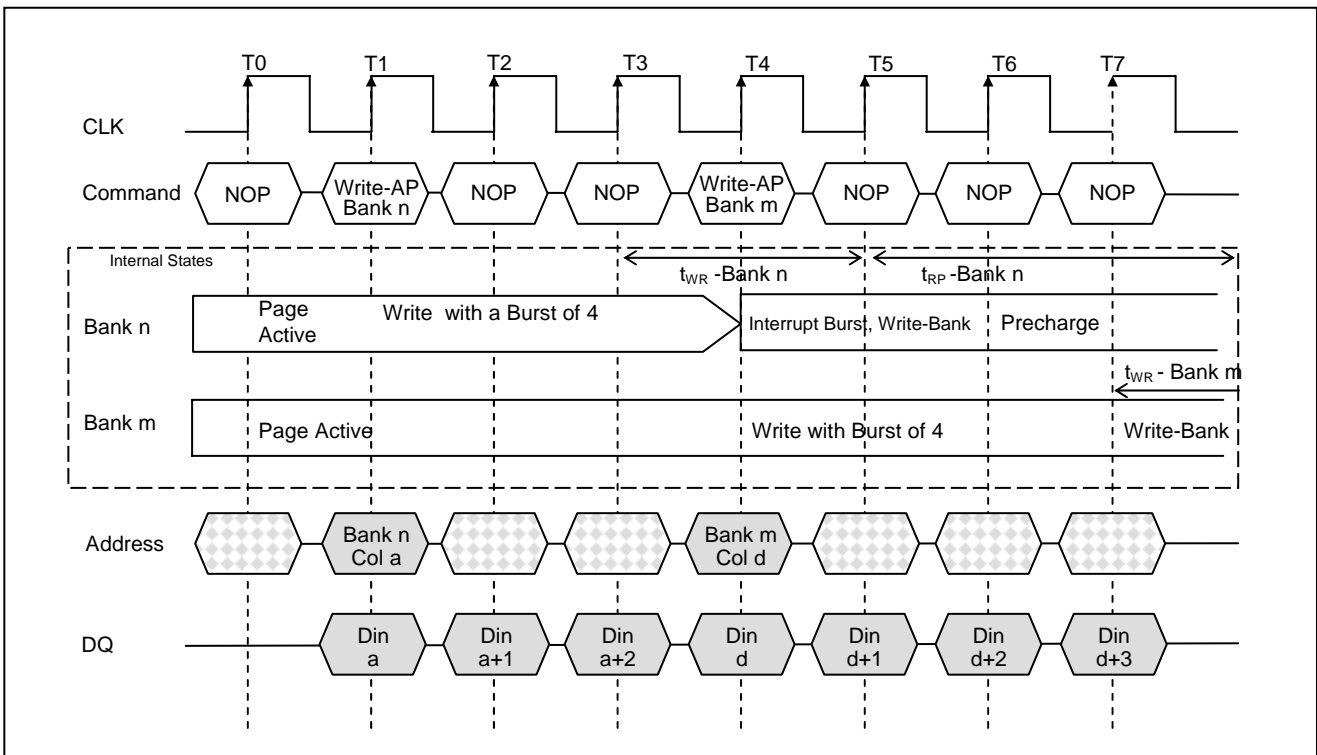 T0 T1 T2 T3 T4 T5 T6 T7
CLK
Command NOP Write-AP Bank n NOP NOP Write-AP Bank m NOP NOP NOP
Internal States
tWR -Bank n tRP -Bank n
Bank n Page Active Write with a Burst of 4 Interrupt Burst, Write-Bank Precharge
tWR - Bank m
Bank m Page Active Write with Burst of 4 Write-Bank
Address Bank n Col a Bank m Col d
DQ Din a Din a+1 Din a+2 Din d Din d+1 Din d+2 Din d+3